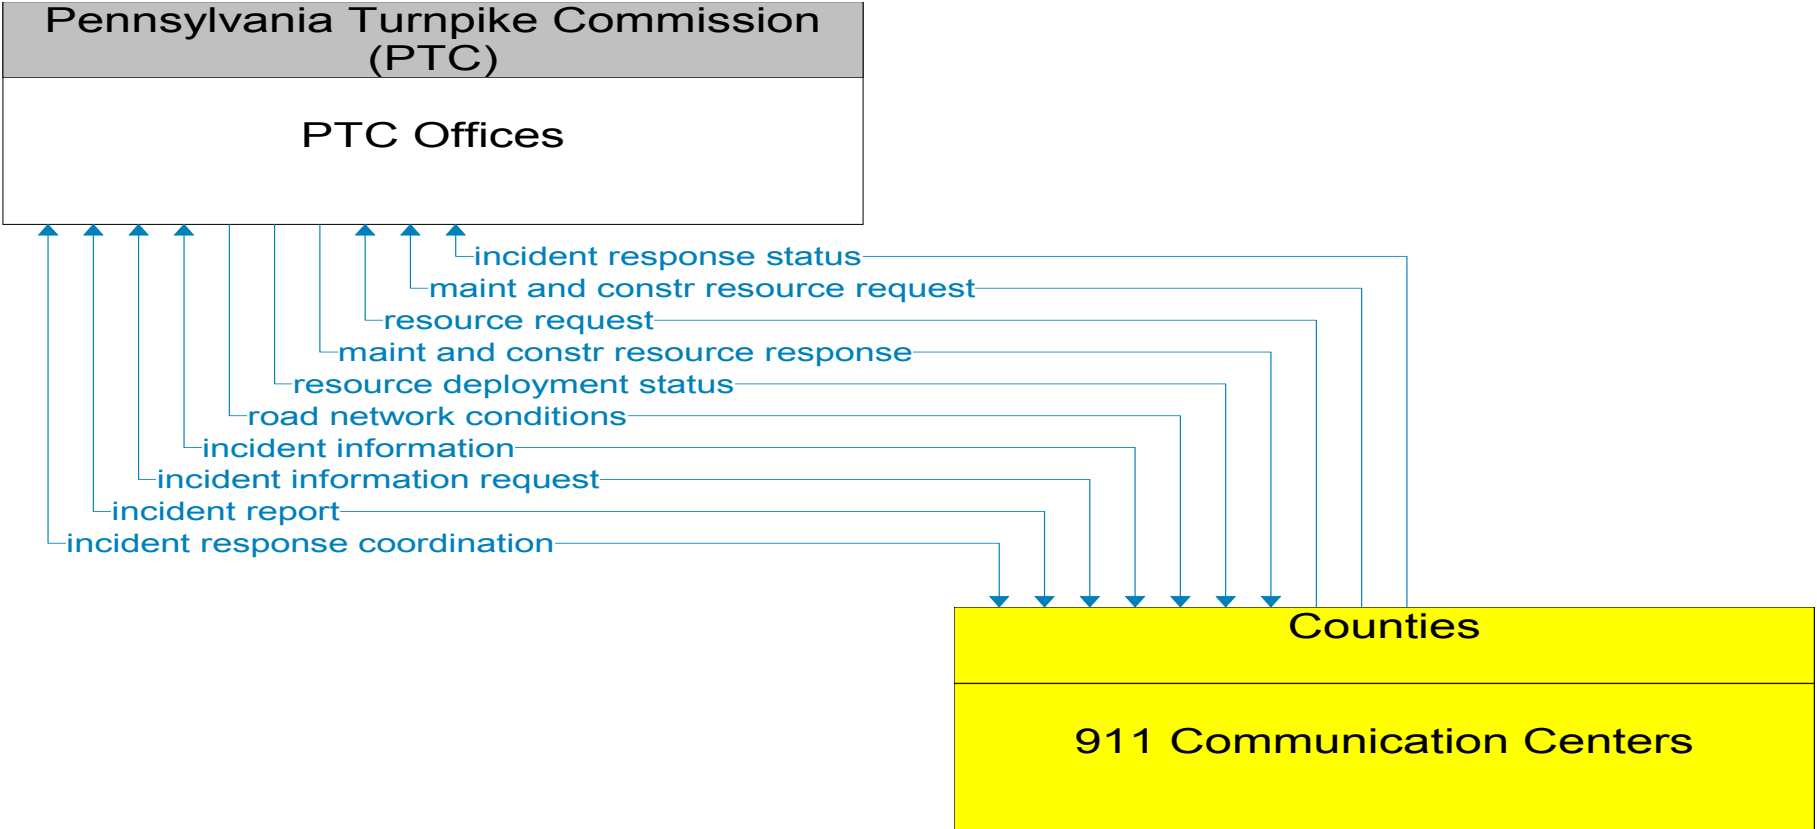 Pennsylvania Turnpike Commission
(PTC)
PTC Offices
incident response status
maint and constr resource request
resource request
maint and constr resource response
resource deployment status
road network conditions
incident information
incident information request
incident report
incident response coordination
Counties
911 Communication Centers